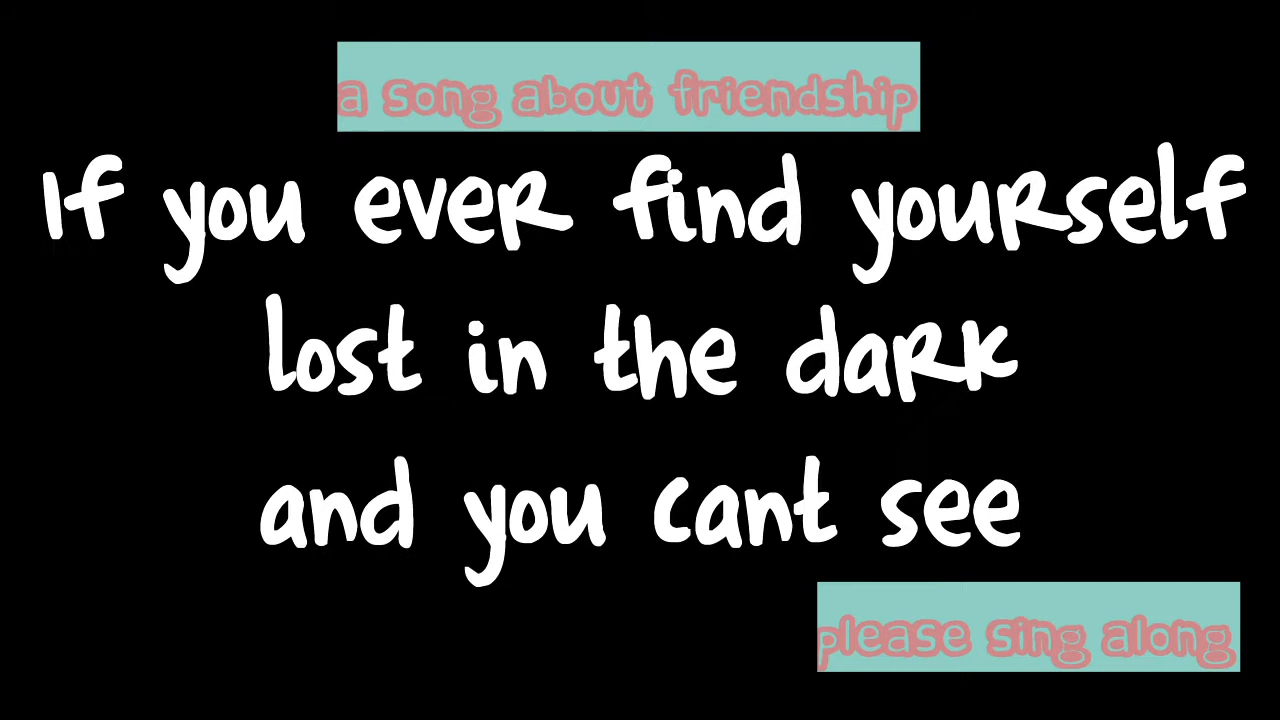 a song about friendship
If you ever find yourself
lost in the dark
and you cant see
please sing along